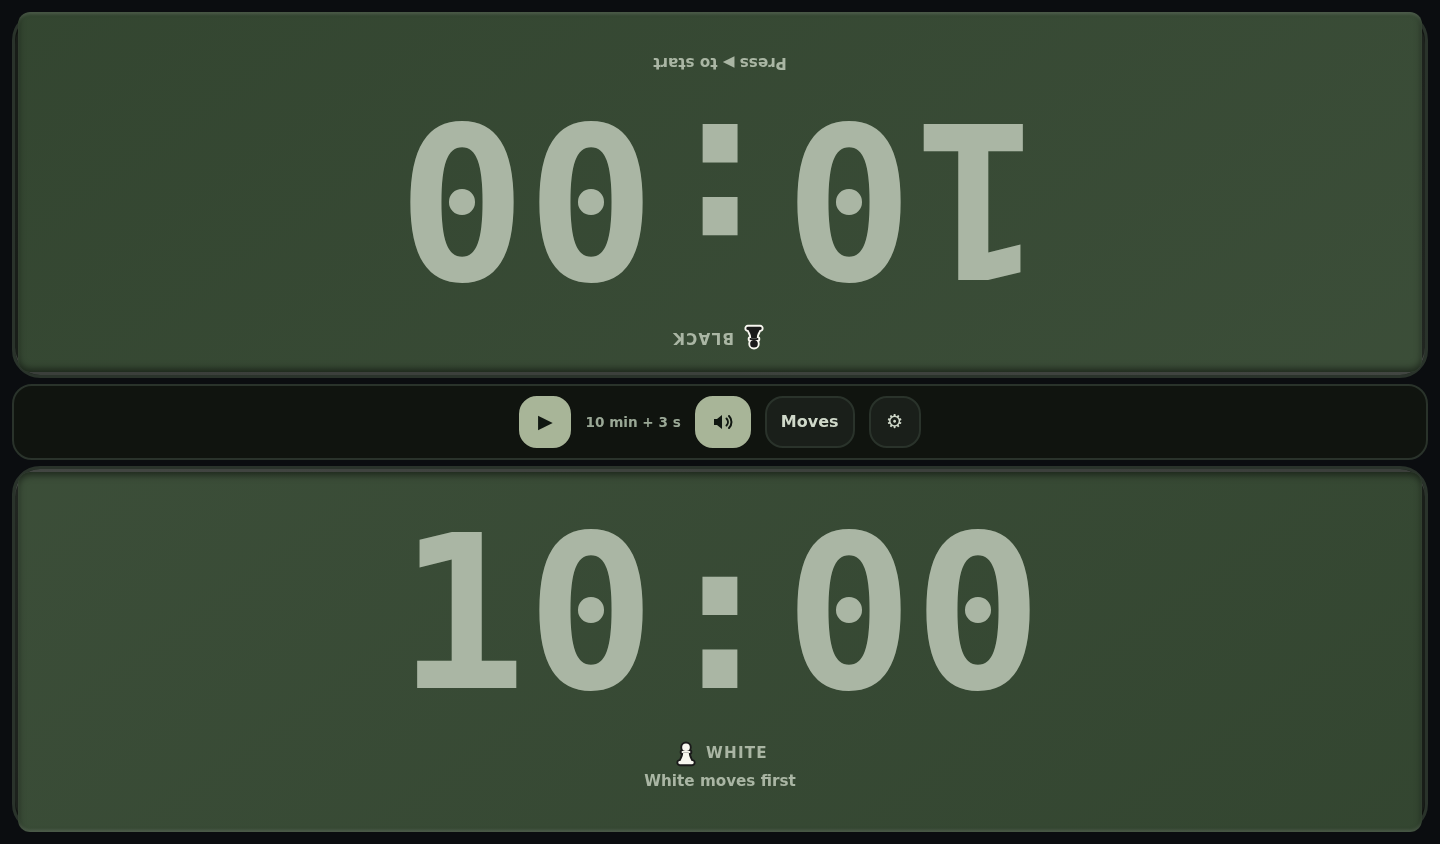 Press ▶ to start
10:00
BLACK
▶ 10 min + 3 s Moves ⚙
10:00
WHITE
White moves first